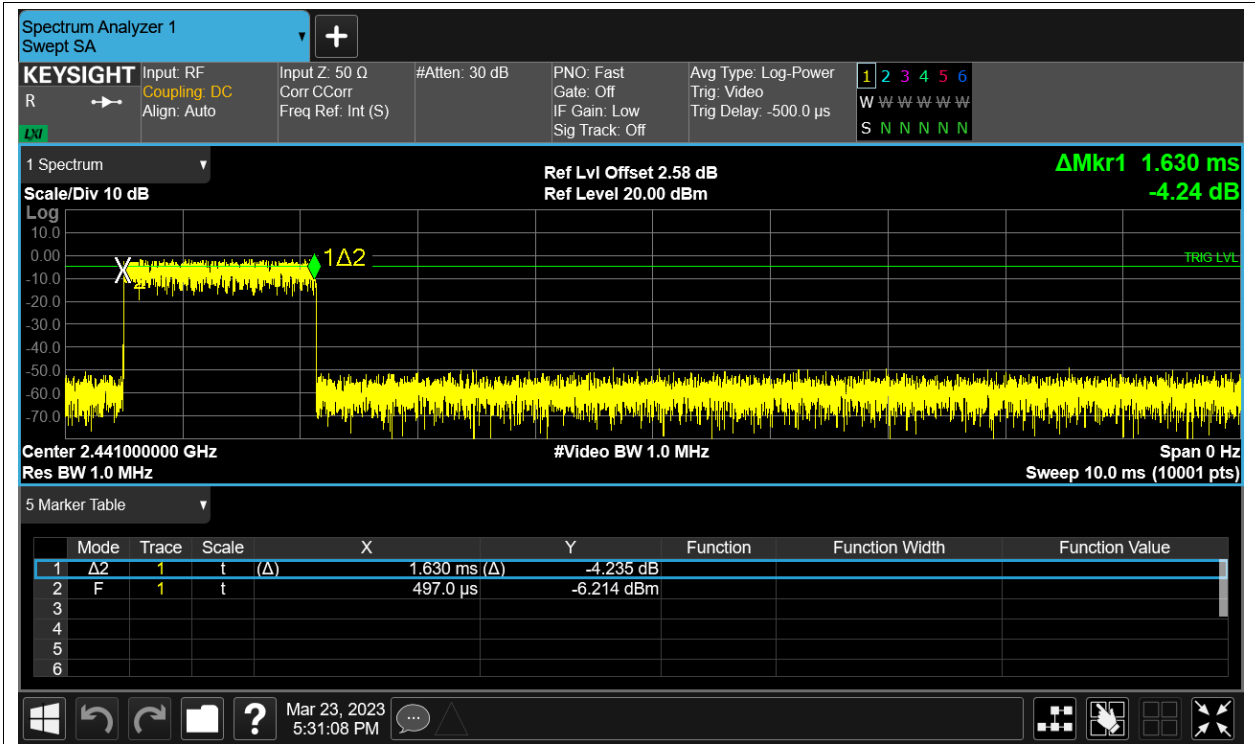 Spectrum Analyzer 1
Swept SA
KEYSIGHT Input: RF Input Z: 50 Ω #Atten: 30 dB PNO: Fast Avg Type: Log-Power 1 2 3 4 5 6
R Coupling: DC Corr CCorr Gate: Off Trig: Video W W W W W W
Align: Auto Freq Ref: Int (S) IF Gain: Low Trig Delay: -500.0 µs
LXI Sig Track: Off S N N N N N
1 Spectrum
Ref Lvl Offset 2.58 dB ΔMkr1 1.630 ms
Scale/Div 10 dB Ref Level 20.00 dBm -4.24 dB
Log
10.0
0.00 1Δ2 TRIG LVL
-10.0
-20.0
-30.0
-40.0
-50.0
-60.0
-70.0
Center 2.441000000 GHz #Video BW 1.0 MHz Span 0 Hz
Res BW 1.0 MHz Sweep 10.0 ms (10001 pts)
5 Marker Table
Mode Trace Scale X Y Function Function Width Function Value
1 Δ2 1 t (Δ) 1.630 ms (Δ) -4.235 dB
2 F 1 t 497.0 µs -6.214 dBm
3
4
5
6
? Mar 23, 2023
5:31:08 PM